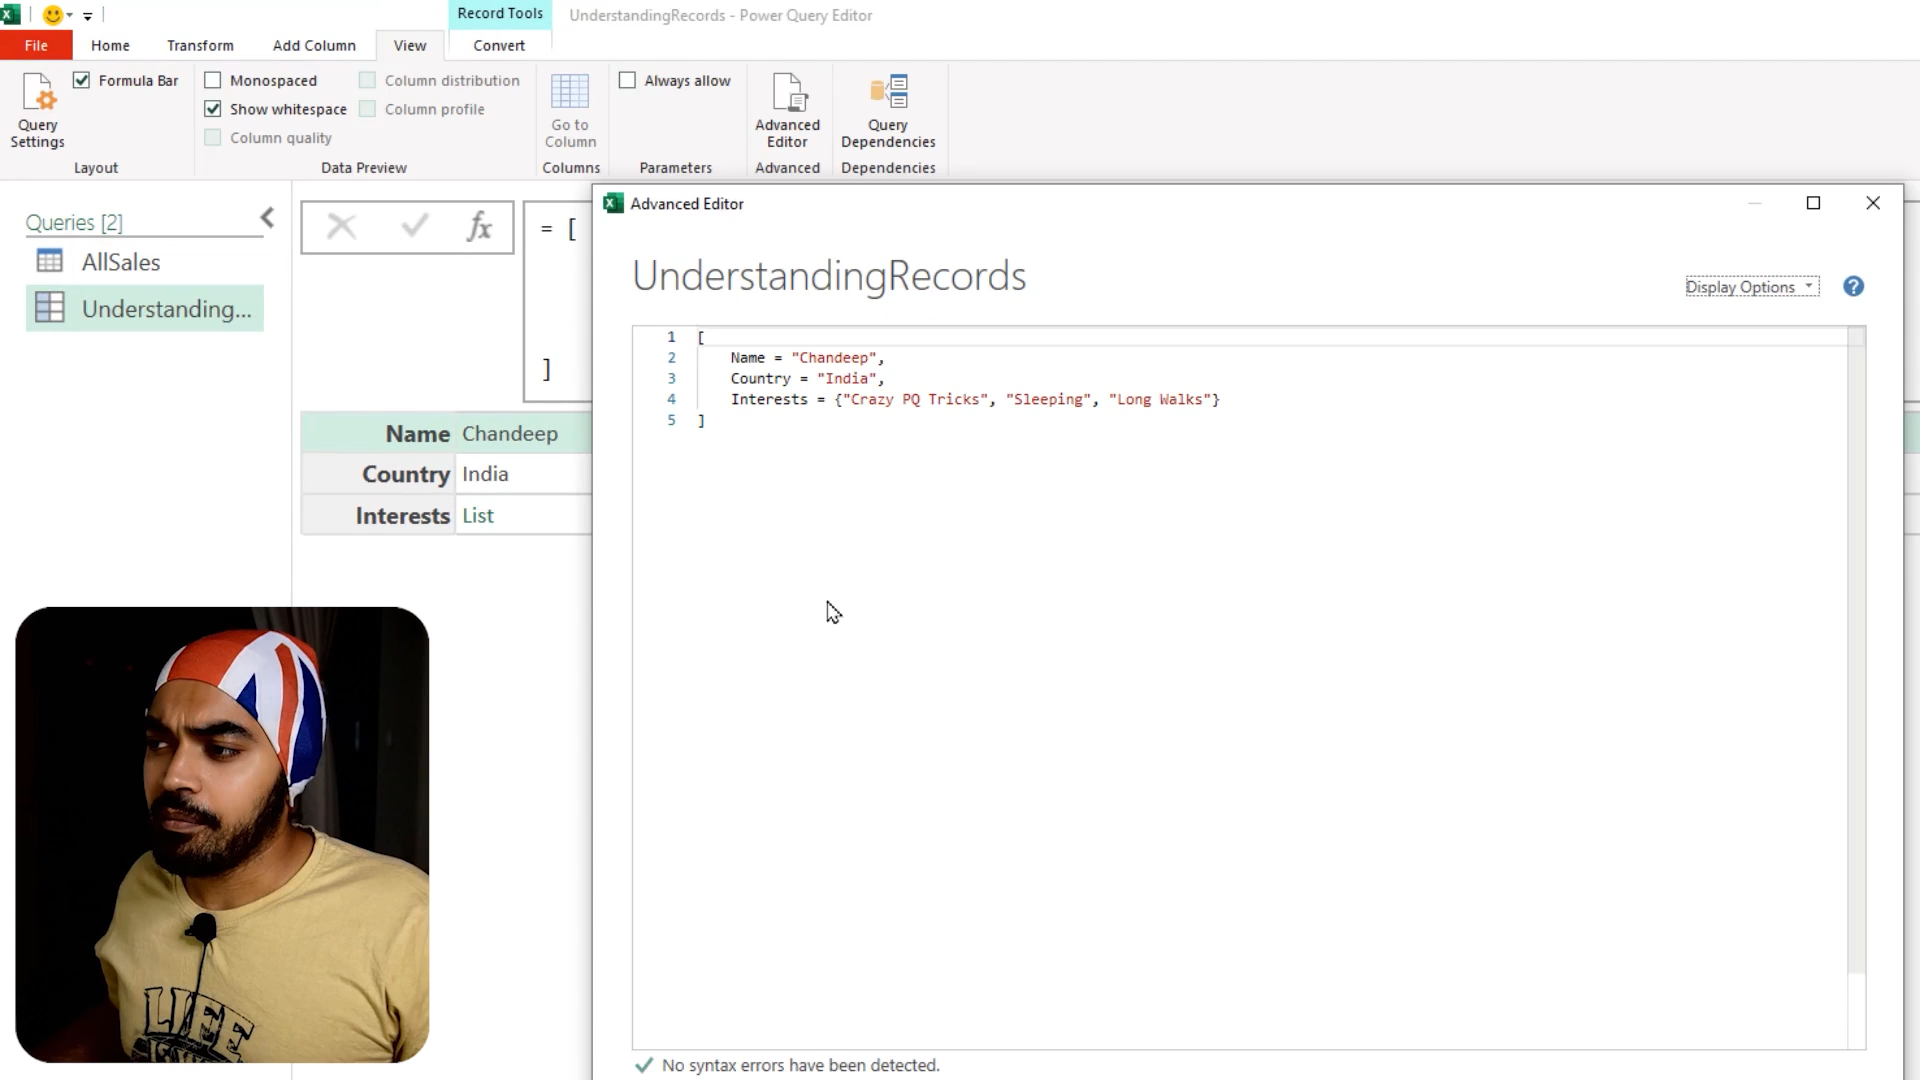 Record Tools
UnderstandingRecords - Power Query Editor
File
Home
Transform
Add Column
View
Convert
Query
Settings
Formula Bar
Layout
Monospaced
Show whitespace
Column quality
Column distribution
Column profile
Data Preview
Go to
Column
Columns
Always allow
Parameters
Advanced
Editor
Advanced
Query
Dependencies
Dependencies
Queries [2]
AllSales
Understanding...
fx
= [
]
Name Chandeep
Country India
Interests List
Advanced Editor
UnderstandingRecords
Display Options
?
1 [
2 Name = "Chandeep",
3 Country = "India",
4 Interests = {"Crazy PQ Tricks", "Sleeping", "Long Walks"}
5 ]
No syntax errors have been detected.
LIFE